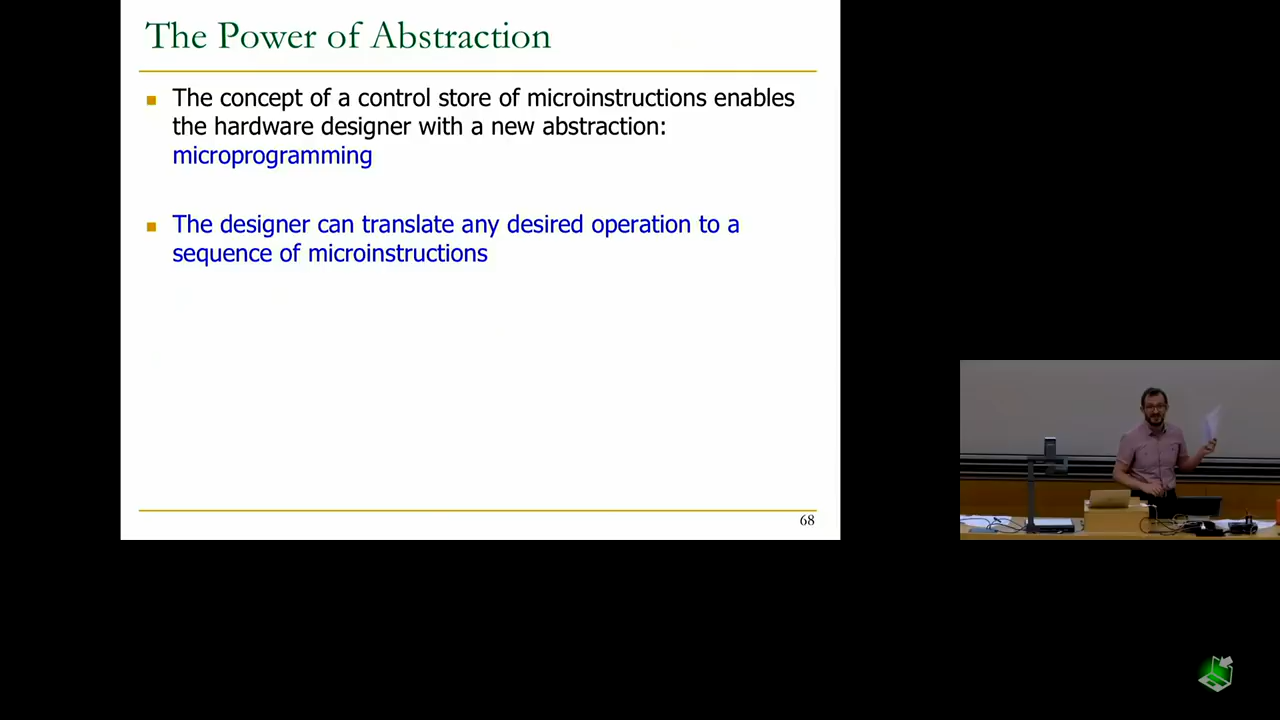 The Power of Abstraction
The concept of a control store of microinstructions enables
the hardware designer with a new abstraction:
microprogramming
The designer can translate any desired operation to a
sequence of microinstructions
68